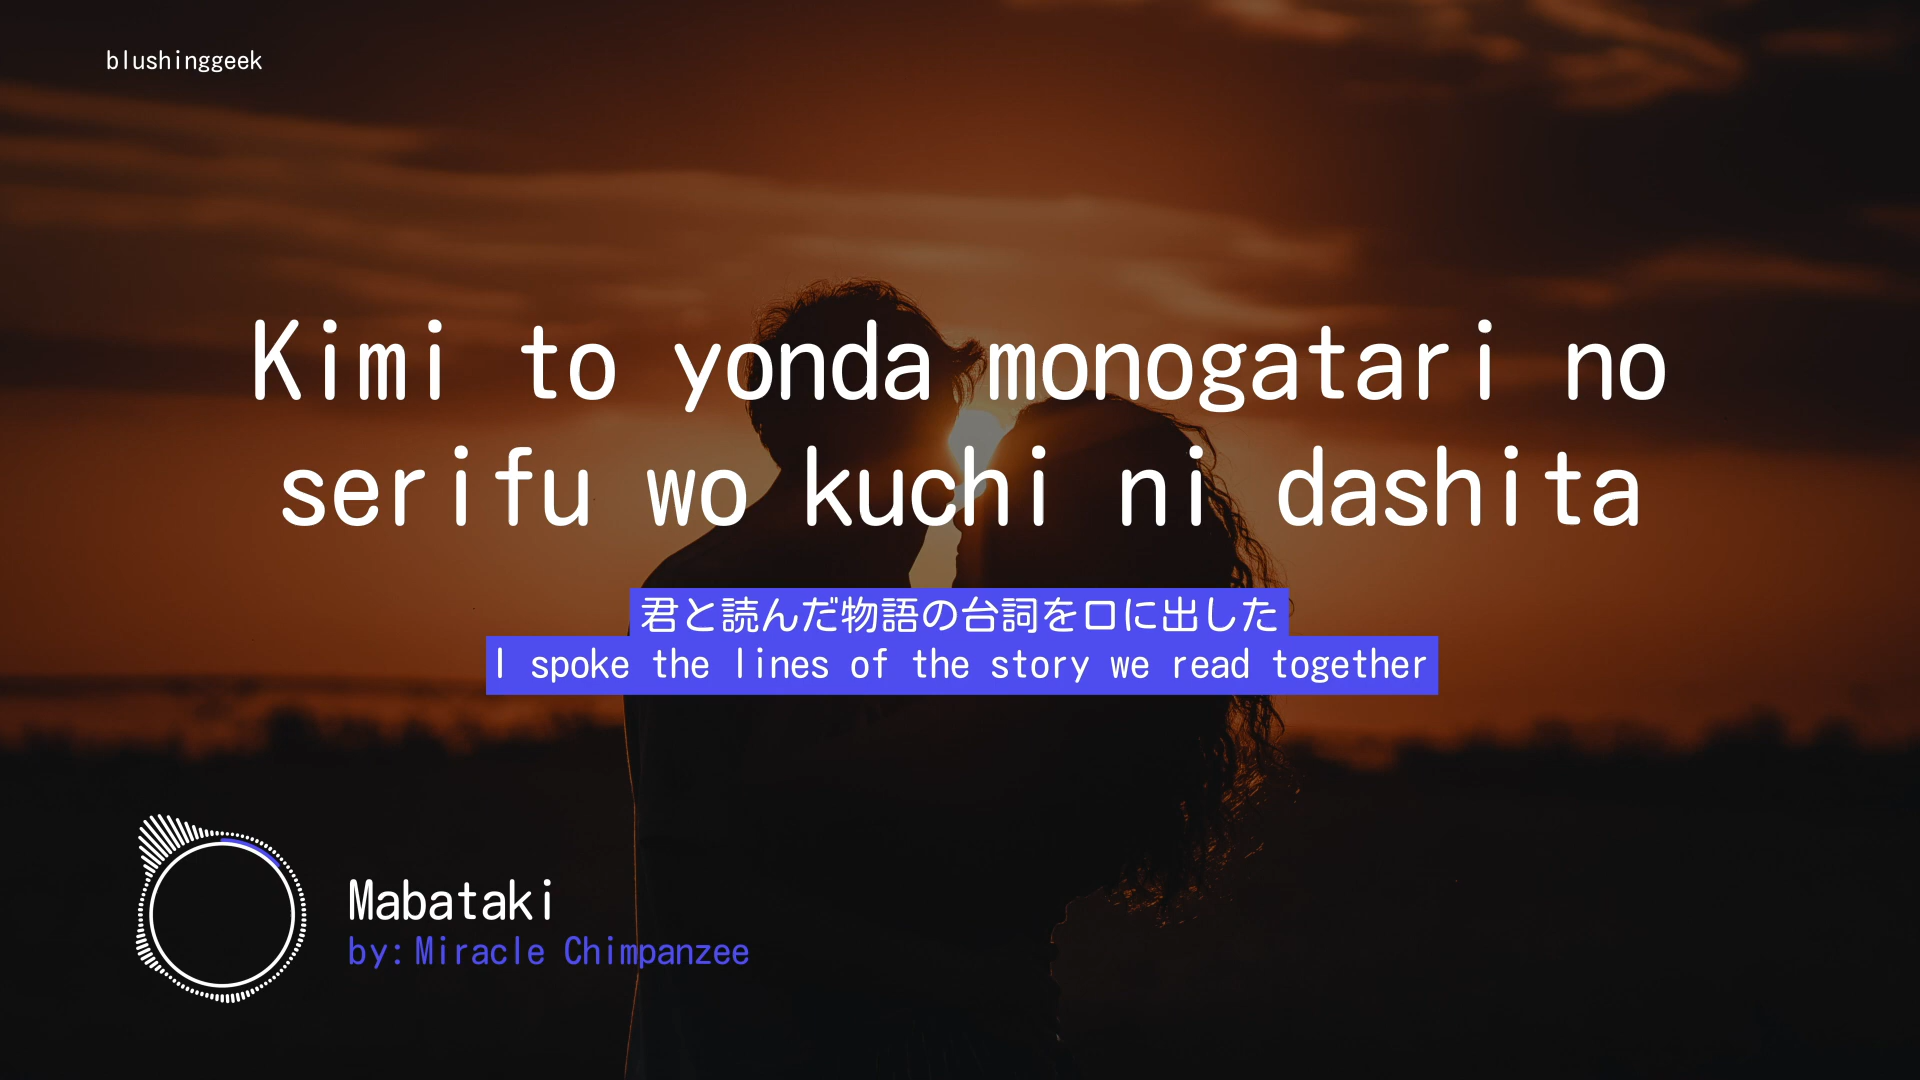 blushinggeek
Kimi to yonda monogatari no
serifu wo kuchi ni dashita
君と読んだ物語の台詞を口に出した
I spoke the lines of the story we read together
Mabataki
by: Miracle Chimpanzee